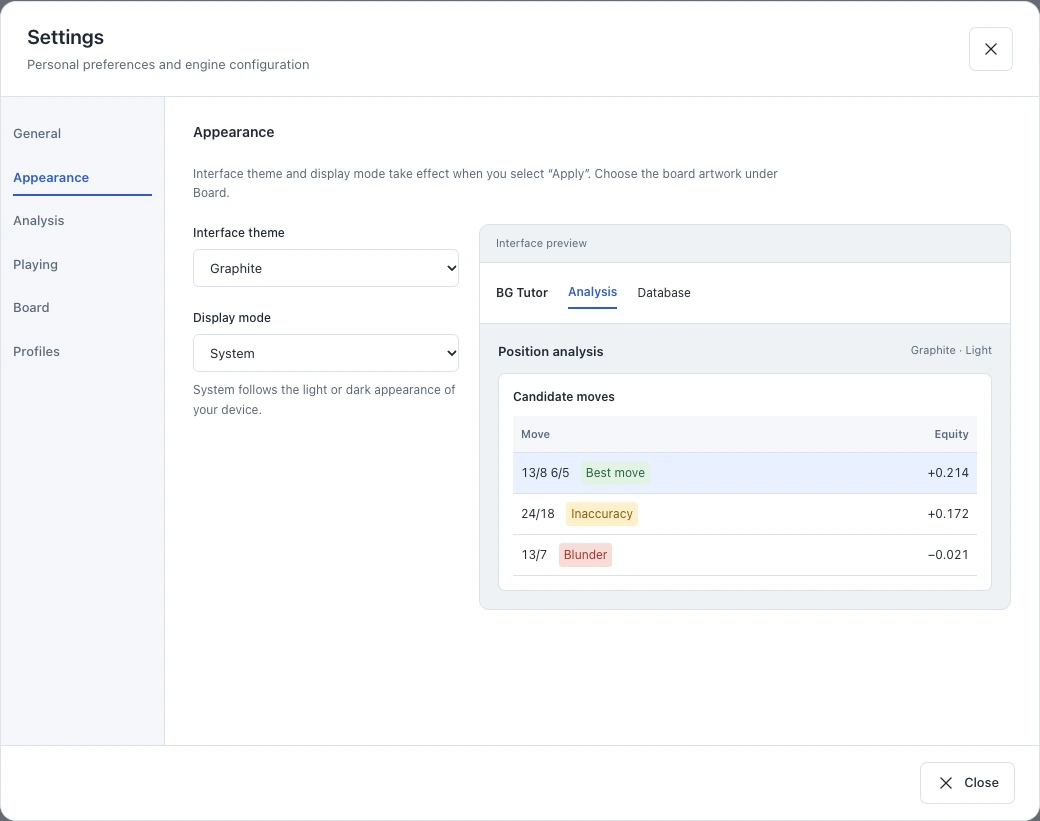 Settings
Personal preferences and engine configuration
General
Appearance
Analysis
Playing
Board
Profiles
Appearance
Interface theme and display mode take effect when you select “Apply”. Choose the board artwork under
Board.
Interface theme
Graphite
Display mode
System
System follows the light or dark appearance of
your device.
Interface preview
BG Tutor Analysis Database
Position analysis Graphite · Light
Candidate moves
Move Equity
13/8 6/5 Best move +0.214
24/18 Inaccuracy +0.172
13/7 Blunder −0.021
Close